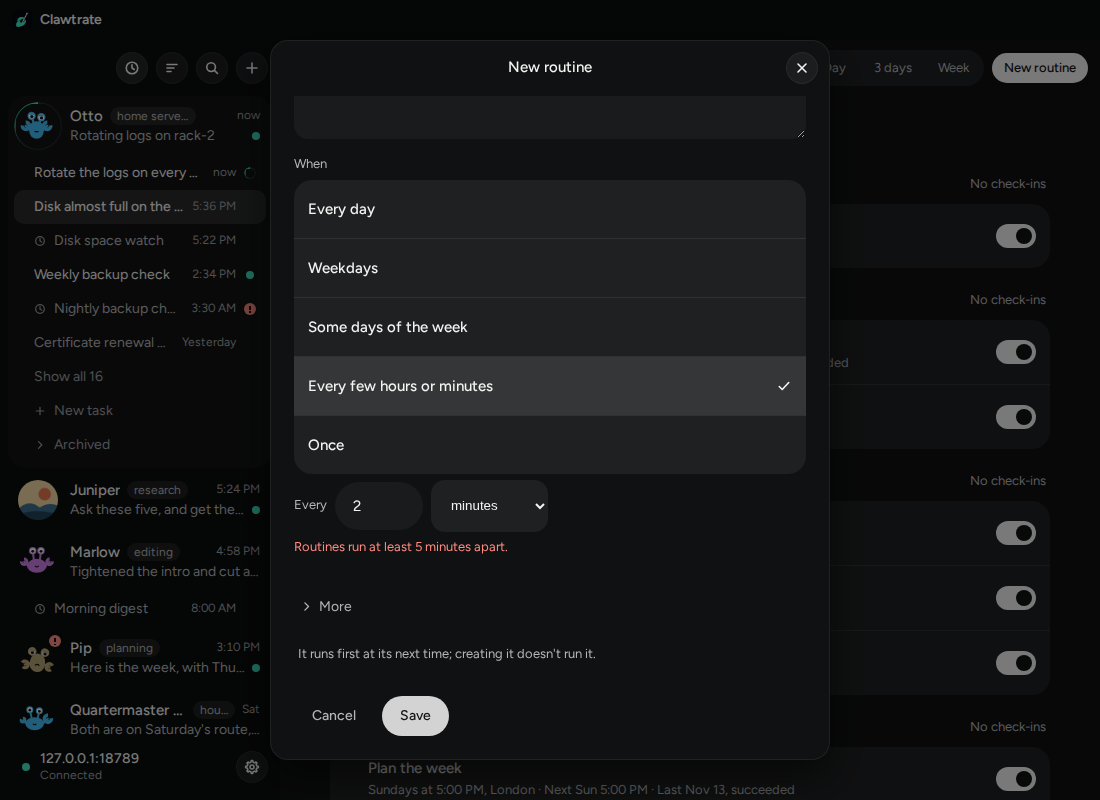 Clawtrate
New routine
Day
3 days
Week
New routine
Otto
home serve...
now
Rotating logs on rack-2
Rotate the logs on every ...
now
Disk almost full on the ...
5:36 PM
Disk space watch
5:22 PM
Weekly backup check
2:34 PM
Nightly backup ch...
3:30 AM
Certificate renewal ...
Yesterday
Show all 16
New task
Archived
Juniper
research
5:24 PM
Ask these five, and get the...
Marlow
editing
4:58 PM
Tightened the intro and cut a...
Morning digest
8:00 AM
Pip
planning
3:10 PM
Here is the week, with Thu...
Quartermaster ...
hou...
Sat
Both are on Saturday's route,...
127.0.0.1:18789
Connected
When
Every day
Weekdays
Some days of the week
Every few hours or minutes
Once
Every
2
minutes
Routines run at least 5 minutes apart.
More
It runs first at its next time; creating it doesn't run it.
Cancel
Save
No check-ins
No check-ins
No check-ins
No check-ins
Plan the week
Sundays at 5:00 PM, London · Next Sun 5:00 PM · Last Nov 13, succeeded